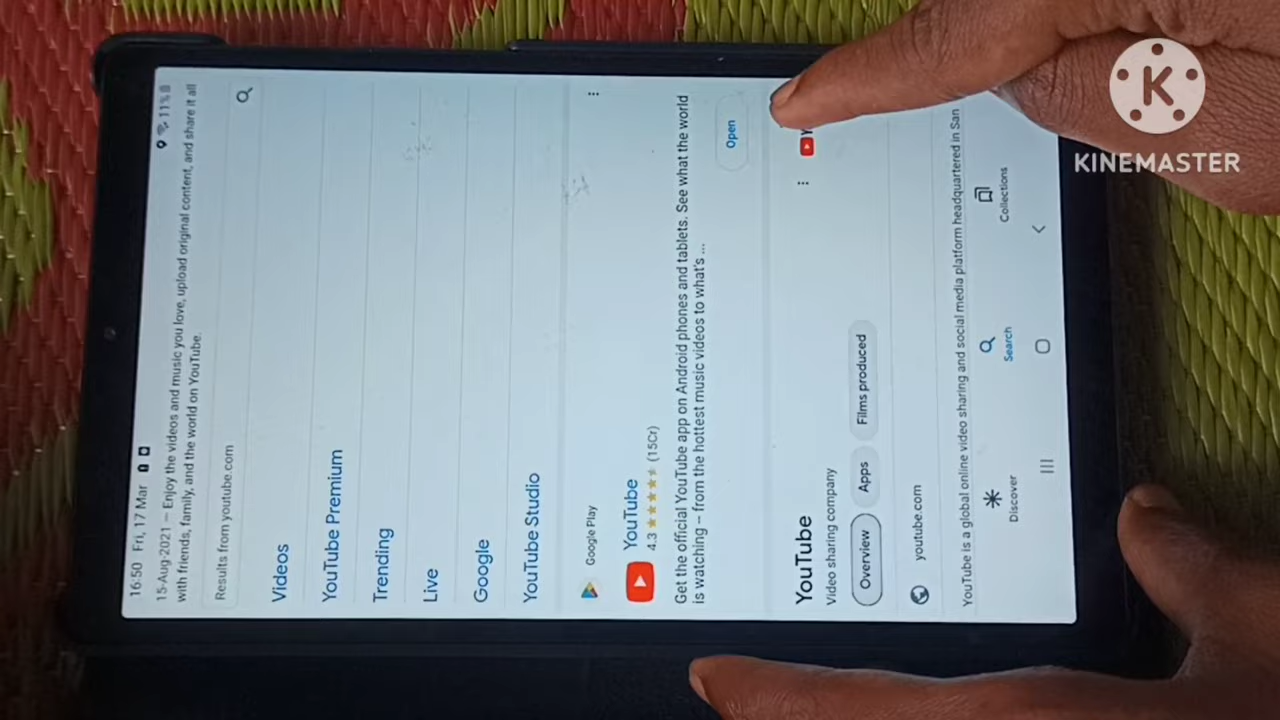 16:50 Fri, 17 Mar
11%
15-Aug-2021 — Enjoy the videos and music you love, upload original content, and share it all
with friends, family, and the world on YouTube.
Results from youtube.com
Videos
YouTube Premium
Trending
Live
Google
YouTube Studio
Google Play
YouTube
4.3 ★★★★★ (15Cr)
Get the official YouTube app on Android phones and tablets. See what the world
is watching – from the hottest music videos to what's ...
Open
YouTube
Video sharing company
Overview
Apps
Films produced
youtube.com
YouTube is a global online video sharing and social media platform headquartered in San
Discover
Search
Collections
K
KINEMASTER